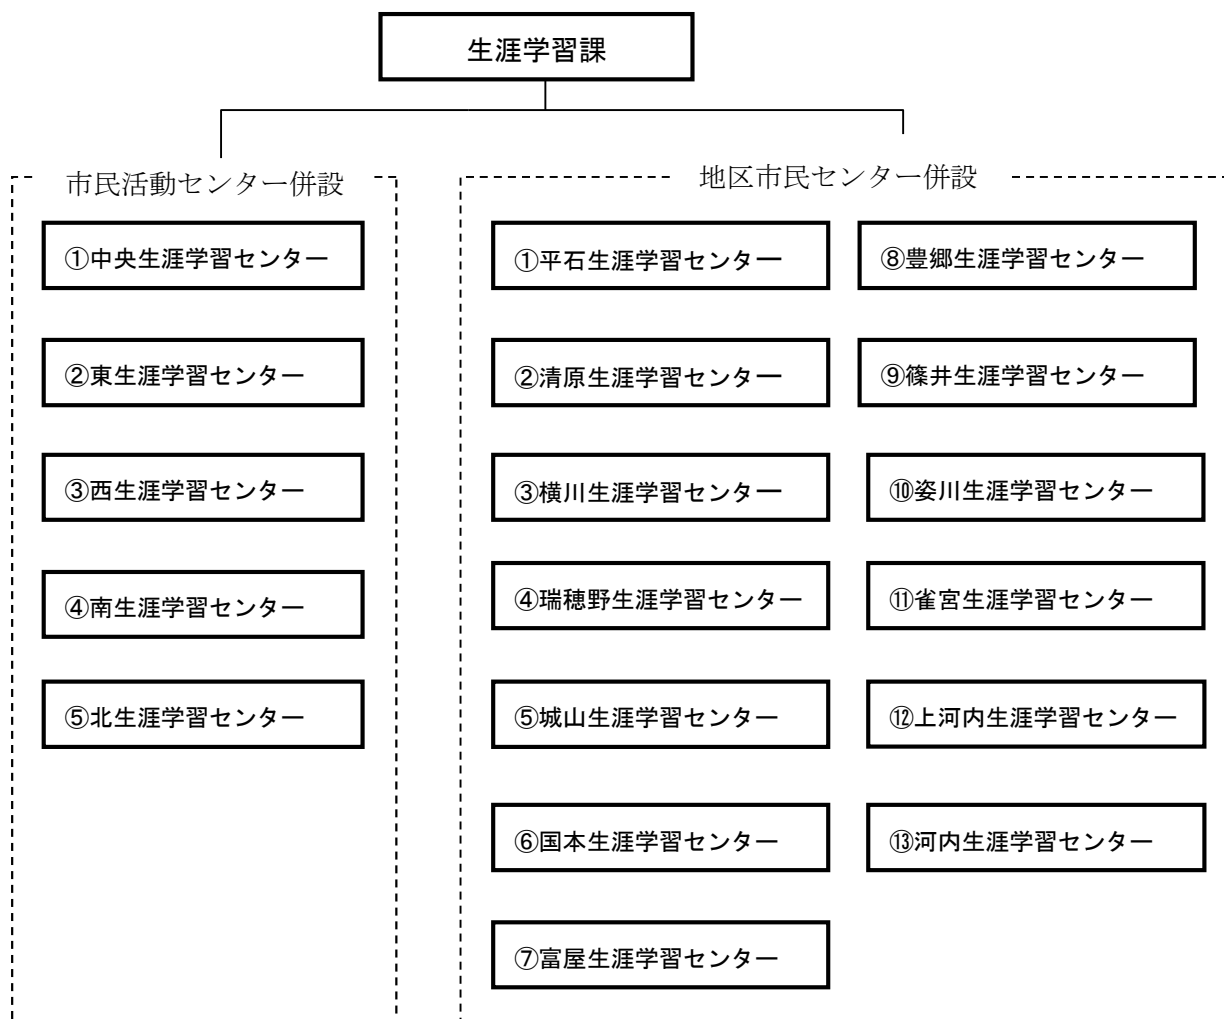 生涯学習課
市民活動センター併設
①中央生涯学習センター
②東生涯学習センター
③西生涯学習センター
④南生涯学習センター
⑤北生涯学習センター
地区市民センター併設
①平石生涯学習センター
②清原生涯学習センター
③横川生涯学習センター
④瑞穂野生涯学習センター
⑤城山生涯学習センター
⑥国本生涯学習センター
⑦富屋生涯学習センター
⑧豊郷生涯学習センター
⑨篠井生涯学習センター
⑩姿川生涯学習センター
⑪雀宮生涯学習センター
⑫上河内生涯学習センター
⑬河内生涯学習センター